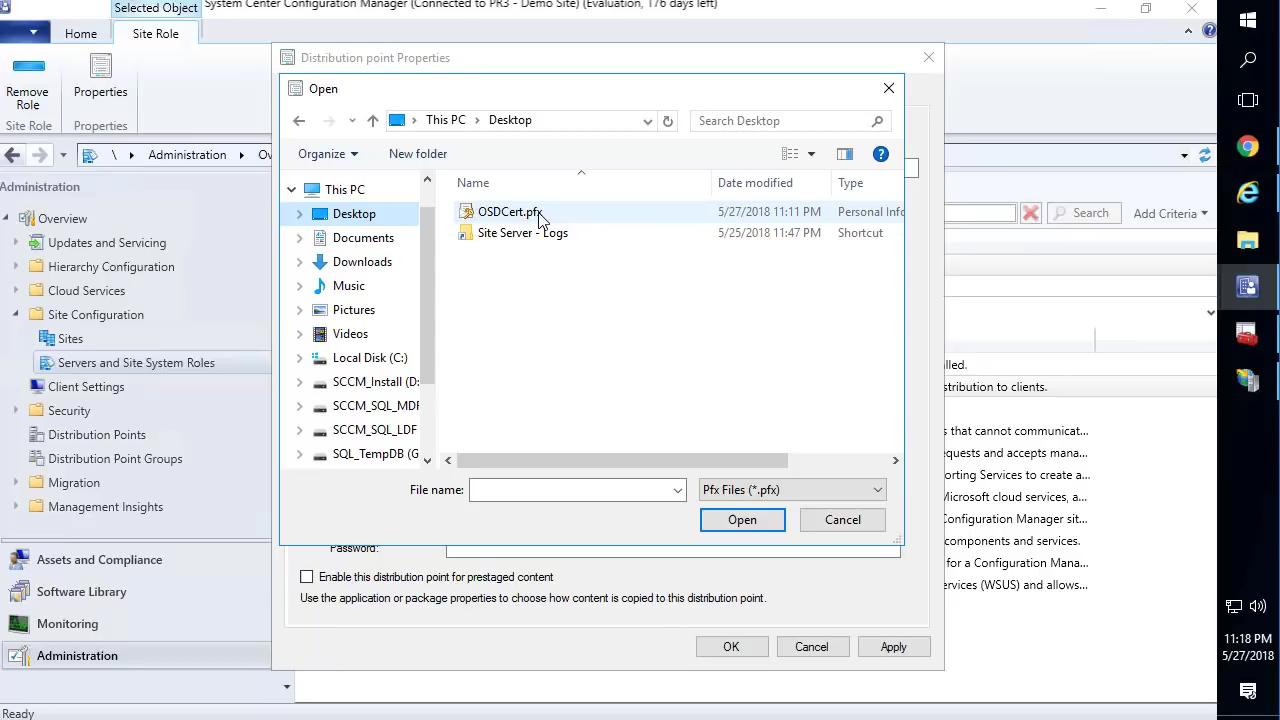 Selected Object
System Center Configuration Manager (Connected to PR3 - Demo Site) (Evaluation, 176 days left)
Home
Site Role
Remove Role
Properties
Site Role
Properties
\
Administration
Ov
Search
Add Criteria
Administration
Overview
Updates and Servicing
Hierarchy Configuration
Cloud Services
Site Configuration
Sites
Servers and Site System Roles
Client Settings
Security
Distribution Points
Distribution Point Groups
Migration
Management Insights
Assets and Compliance
Software Library
Monitoring
Administration
Ready
Distribution point Properties
Open
This PC
Desktop
Search Desktop
Organize
New folder
This PC
Desktop
Documents
Downloads
Music
Pictures
Videos
Local Disk (C:)
SCCM_Install (D:
SCCM_SQL_MDF
SCCM_SQL_LDF
SQL_TempDB (G
Name
Date modified
Type
OSDCert.pfx
5/27/2018 11:11 PM
Personal Info
Site Server - Logs
5/25/2018 11:47 PM
Shortcut
File name:
Pfx Files (*.pfx)
Open
Cancel
Password:
Enable this distribution point for prestaged content
Use the application or package properties to choose how content is copied to this distribution point.
OK
Cancel
Apply
lled.
stribution to clients.
s that cannot communicat...
equests and accepts mana...
orting Services to create a...
Microsoft cloud services, a...
Configuration Manager sit...
components and services.
for a Configuration Mana...
ervices (WSUS) and allows...
11:18 PM
5/27/2018